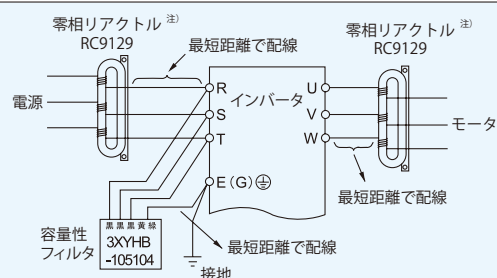 零相リアクトル 注)
RC9129
最短距離で配線
零相リアクトル 注)
RC9129
電源
R
インバータ
U
S
V
T
W
モータ
最短距離で配線
E (G)
黒 黒 黒 黄 緑
容量性
フィルタ
3XYHB
-105104
最短距離で配線
接地